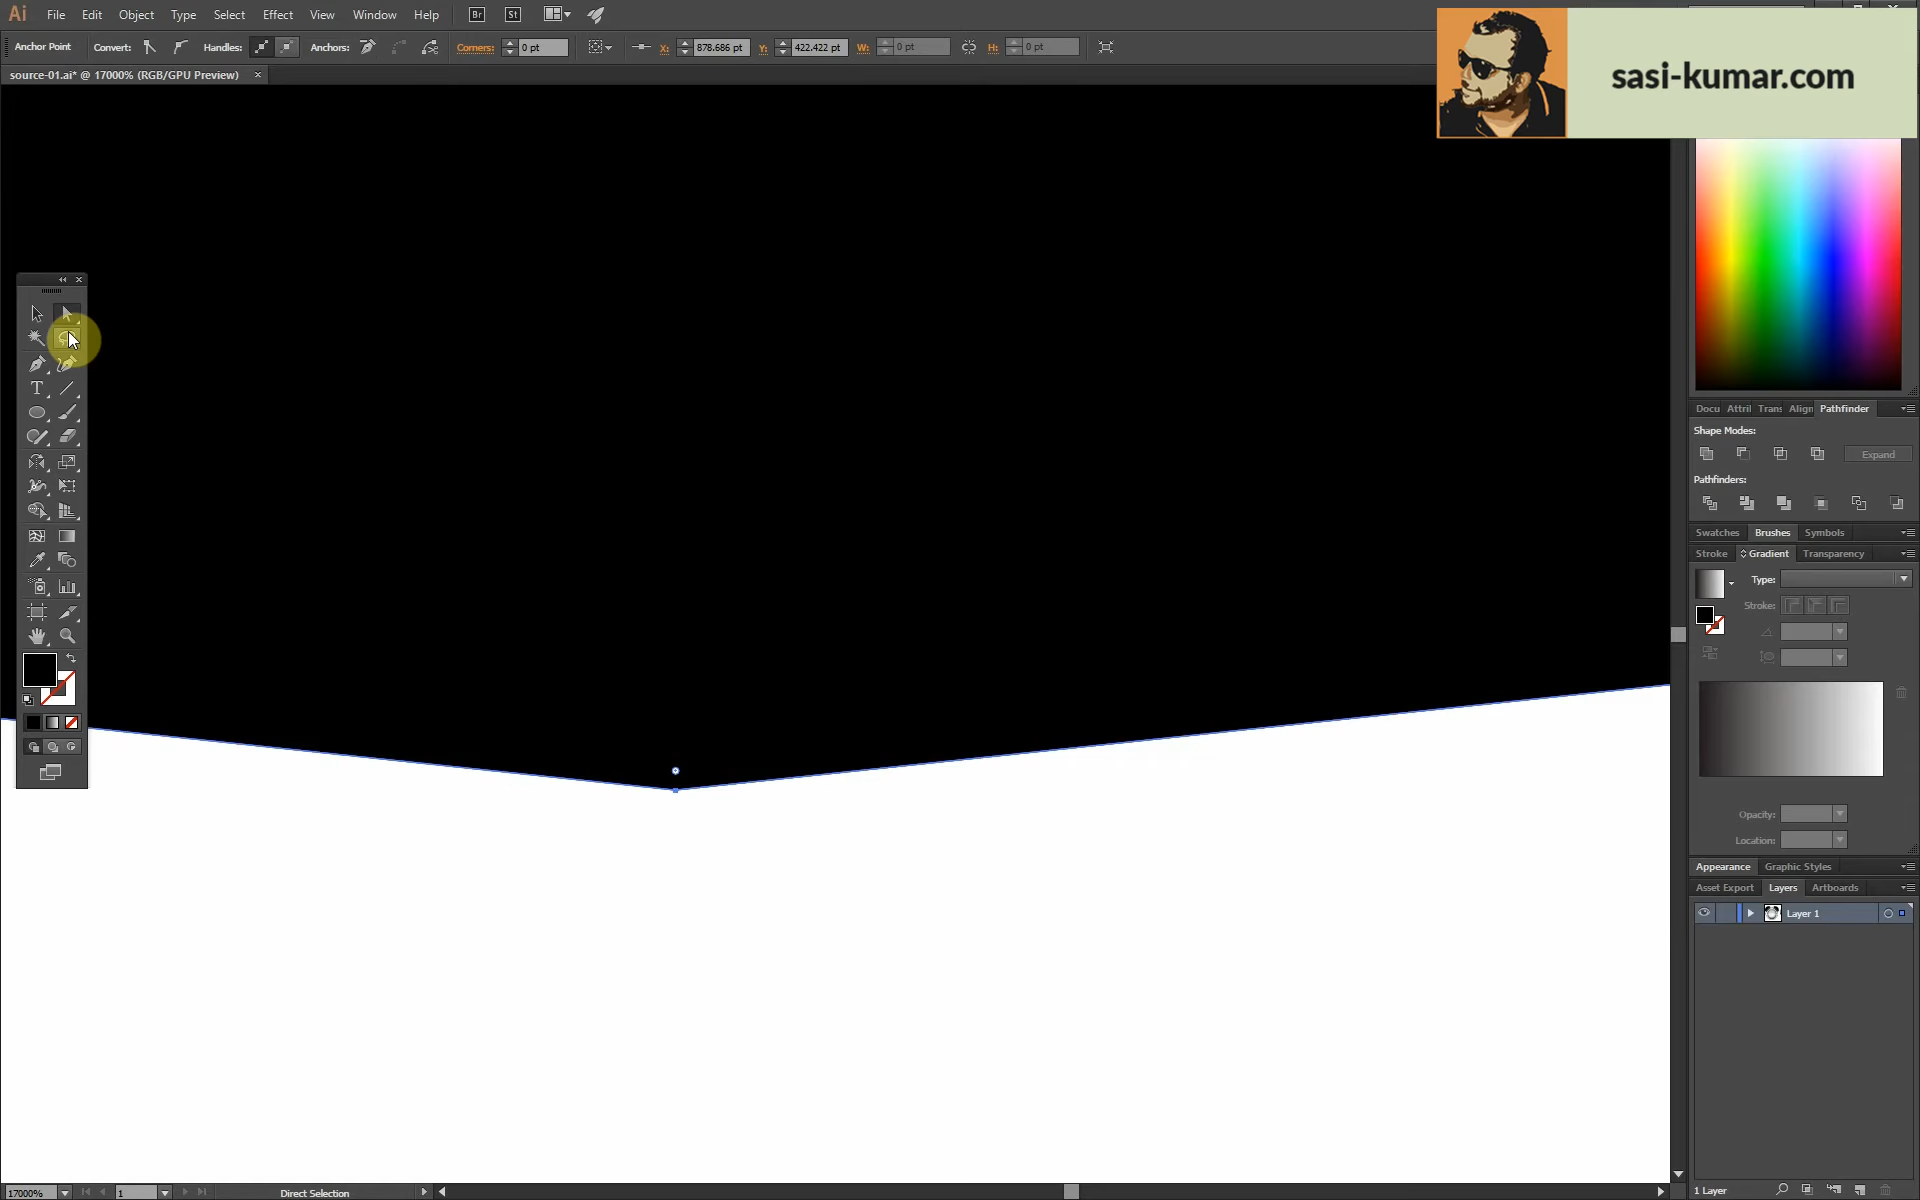 Ai File Edit Object Type Select Effect View Window Help Br St
Anchor Point Convert: Handles: Anchors: Corners: 0 pt X: 878.686 pt Y: 422.422 pt W: 0 pt H: 0 pt
sasi-kumar.com
source-01.ai* @ 17000% (RGB/GPU Preview) ×
Docu Attril Trans Align Pathfinder
Shape Modes:
Expand
Pathfinders:
Swatches Brushes Symbols
Stroke Gradient Transparency
Type:
Stroke:
Opacity:
Location:
Appearance Graphic Styles
Asset Export Layers Artboards
Layer 1
T
17000% 1 Direct Selection
1 Layer